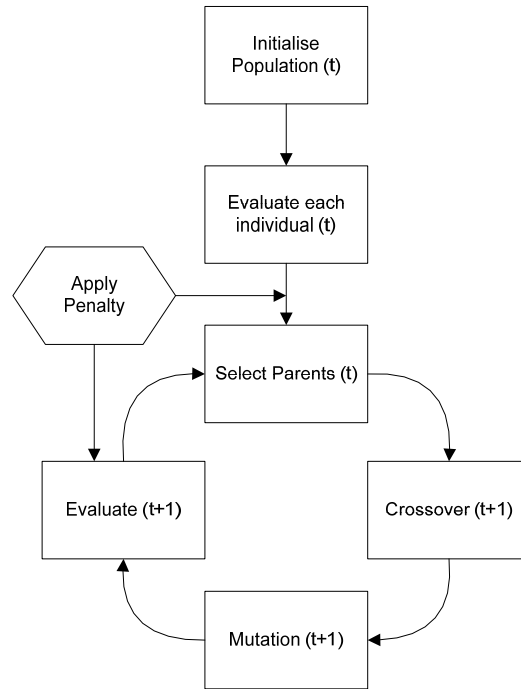 Initialise
Population (t)
Evaluate each
individual (t)
Apply
Penalty
Select Parents (t)
Evaluate (t+1)
Crossover (t+1)
Mutation (t+1)